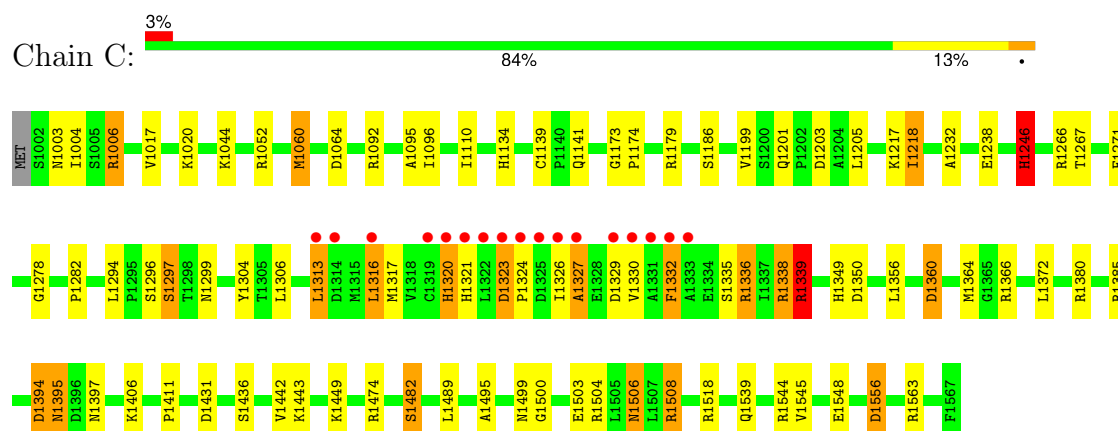 3%
Chain C:
84% 13% •
MET S1002 N1003 I1004 S1005 R1006 V1017 K1020 K1044 R1052 M1060 D1064 R1092 A1095 I1096 I1110 H1134 C1139 P1140 Q1141 G1173 P1174 R1179 S1186 V1199 S1200 Q1201 P1202 D1203 A1204 L1205 K1217 I1218 A1232 E1238 H1246 R1266 T1267
G1278 P1282 L1294 P1295 S1296 S1297 T1298 N1299 Y1304 T1305 L1306 L1313 D1314 M1315 L1316 M1317 V1318 C1319 H1320 H1321 L1322 D1323 P1324 D1325 I1326 A1327 E1328 D1329 V1330 A1331 F1332 A1333 E1334 S1335 R1336 I1337 R1338 R1339 H1349 D1350 L1356 D1360 M1364 G1365 R1366 L1372 R1380
D1394 N1395 D1396 N1397 K1406 P1411 D1431 S1436 V1442 K1443 K1449 R1474 S1482 L1489 A1495 N1499 G1500 E1503 R1504 L1505 N1506 L1507 R1508 R1518 Q1539 R1544 V1545 E1548 D1556 R1563 F1567